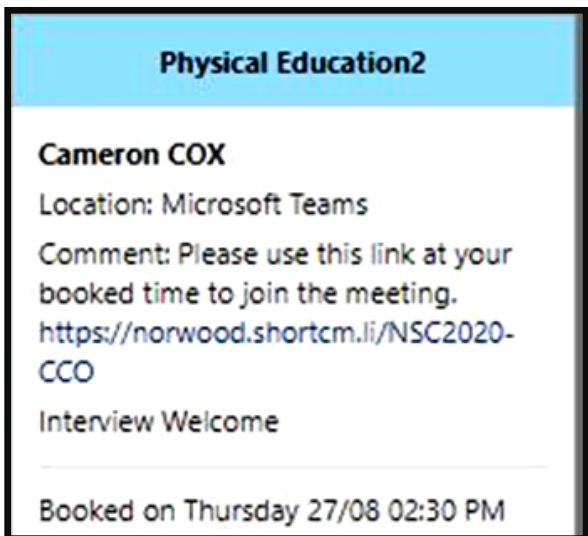 Physical Education2
Cameron COX
Location: Microsoft Teams
Comment: Please use this link at your
booked time to join the meeting.
https://norwood.shortcm.li/NSC2020-
CCO
Interview Welcome
Booked on Thursday 27/08 02:30 PM